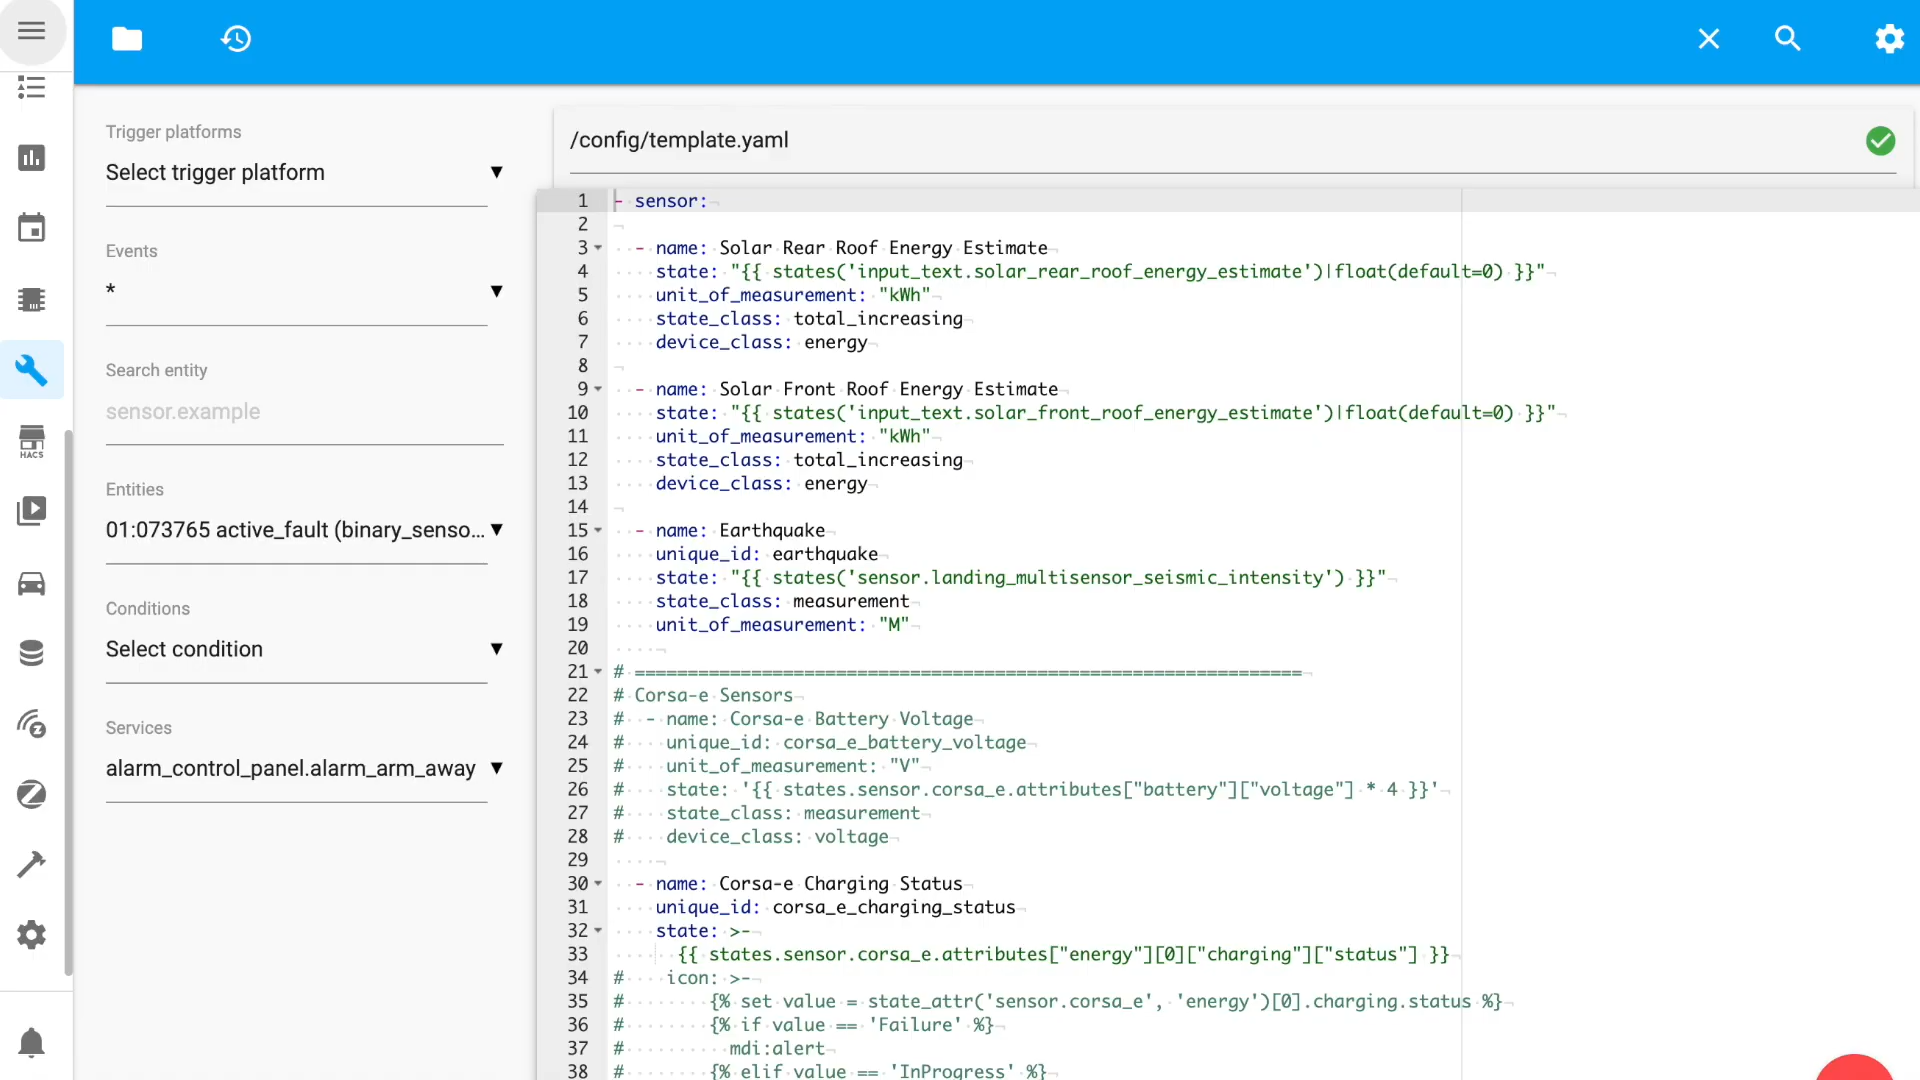 /config/template.yaml
Trigger platforms
Select trigger platform
Events
*
Search entity
sensor.example
HACS
Entities
01:073765 active_fault (binary_senso...
Conditions
Select condition
Services
alarm_control_panel.alarm_arm_away
1 - sensor:
2
3 - name: Solar Rear Roof Energy Estimate
4 state: "{{ states('input_text.solar_rear_roof_energy_estimate')|float(default=0) }}"
5 unit_of_measurement: "kWh"
6 state_class: total_increasing
7 device_class: energy
8
9 - name: Solar Front Roof Energy Estimate
10 state: "{{ states('input_text.solar_front_roof_energy_estimate')|float(default=0) }}"
11 unit_of_measurement: "kWh"
12 state_class: total_increasing
13 device_class: energy
14
15 - name: Earthquake
16 unique_id: earthquake
17 state: "{{ states('sensor.landing_multisensor_seismic_intensity') }}"
18 state_class: measurement
19 unit_of_measurement: "M"
20
21 # ===============================================================
22 # Corsa-e Sensors
23 # - name: Corsa-e Battery Voltage
24 # unique_id: corsa_e_battery_voltage
25 # unit_of_measurement: "V"
26 # state: '{{ states.sensor.corsa_e.attributes["battery"]["voltage"] * 4 }}'
27 # state_class: measurement
28 # device_class: voltage
29
30 - name: Corsa-e Charging Status
31 unique_id: corsa_e_charging_status
32 state: >-
33 {{ states.sensor.corsa_e.attributes["energy"][0]["charging"]["status"] }}
34 # icon: >-
35 # {% set value = state_attr('sensor.corsa_e', 'energy')[0].charging.status %}
36 # {% if value == 'Failure' %}
37 # mdi:alert
38 # {% elif value == 'InProgress' %}